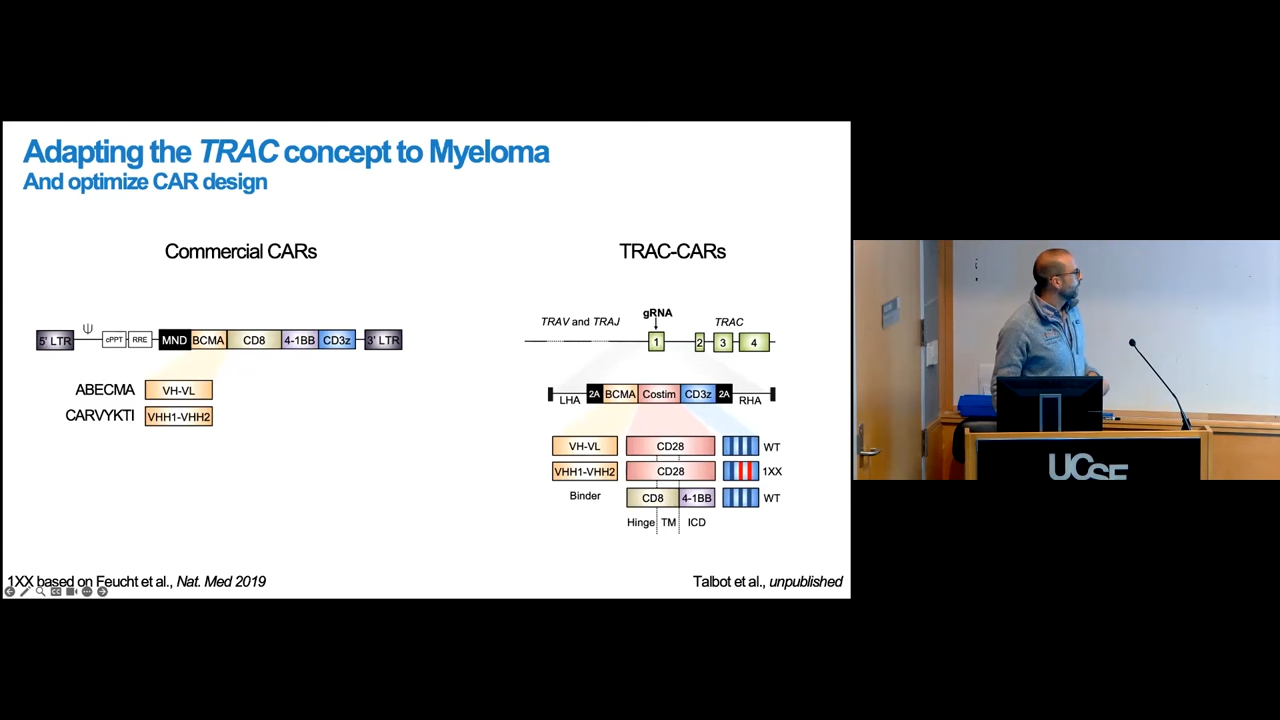 Adapting the TRAC concept to Myeloma
And optimize CAR design
Commercial CARs
5' LTR
Ψ
cPPT
RRE
MND
BCMA
CD8
4-1BB
CD3z
3' LTR
ABECMA
VH-VL
CARVYKTI
VHH1-VHH2
TRAC-CARs
gRNA
TRAV and TRAJ
TRAC
1
2
3
4
LHA
2A
BCMA
Costim
CD3z
2A
RHA
VH-VL
CD28
WT
VHH1-VHH2
CD28
1XX
Binder
CD8
4-1BB
WT
Hinge
TM
ICD
1XX based on Feucht et al., Nat. Med 2019
Talbot et al., unpublished
UCSF